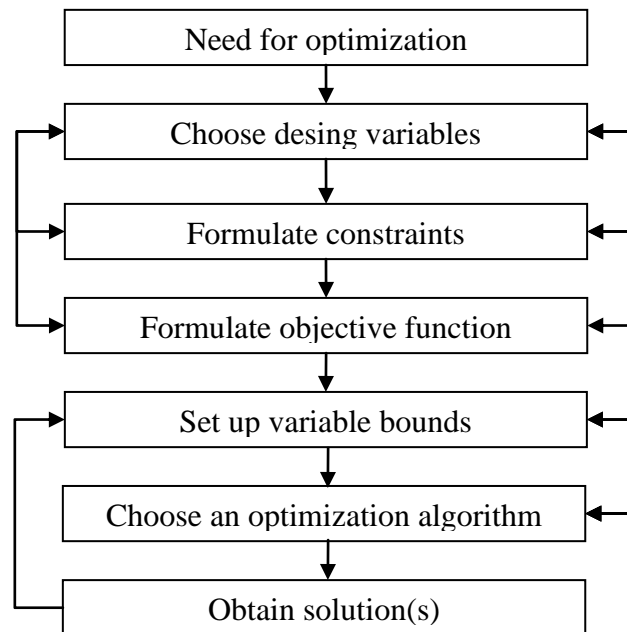 Need for optimization
Choose desing variables
Formulate constraints
Formulate objective function
Set up variable bounds
Choose an optimization algorithm
Obtain solution(s)